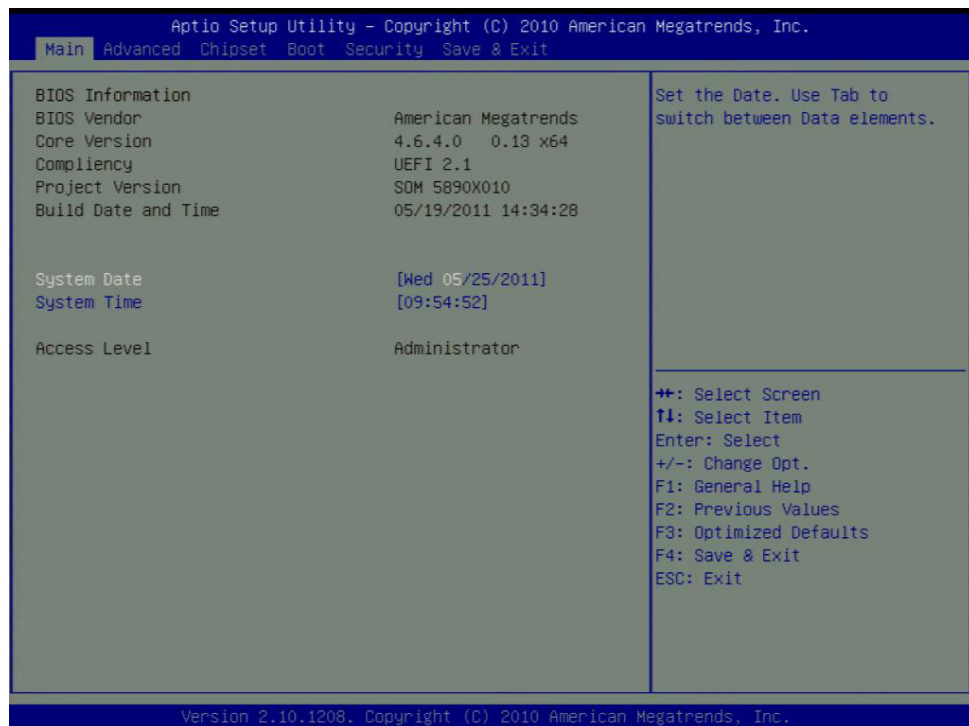 Aptio Setup Utility – Copyright (C) 2010 American Megatrends, Inc.
Main Advanced Chipset Boot Security Save & Exit
BIOS Information
BIOS Vendor American Megatrends
Core Version 4.6.4.0 0.13 x64
Compliency UEFI 2.1
Project Version SOM 5890X010
Build Date and Time 05/19/2011 14:34:28
System Date [Wed 05/25/2011]
System Time [09:54:52]
Access Level Administrator
Set the Date. Use Tab to
switch between Data elements.
→←: Select Screen
↑↓: Select Item
Enter: Select
+/-: Change Opt.
F1: General Help
F2: Previous Values
F3: Optimized Defaults
F4: Save & Exit
ESC: Exit
Version 2.10.1208. Copyright (C) 2010 American Megatrends, Inc.